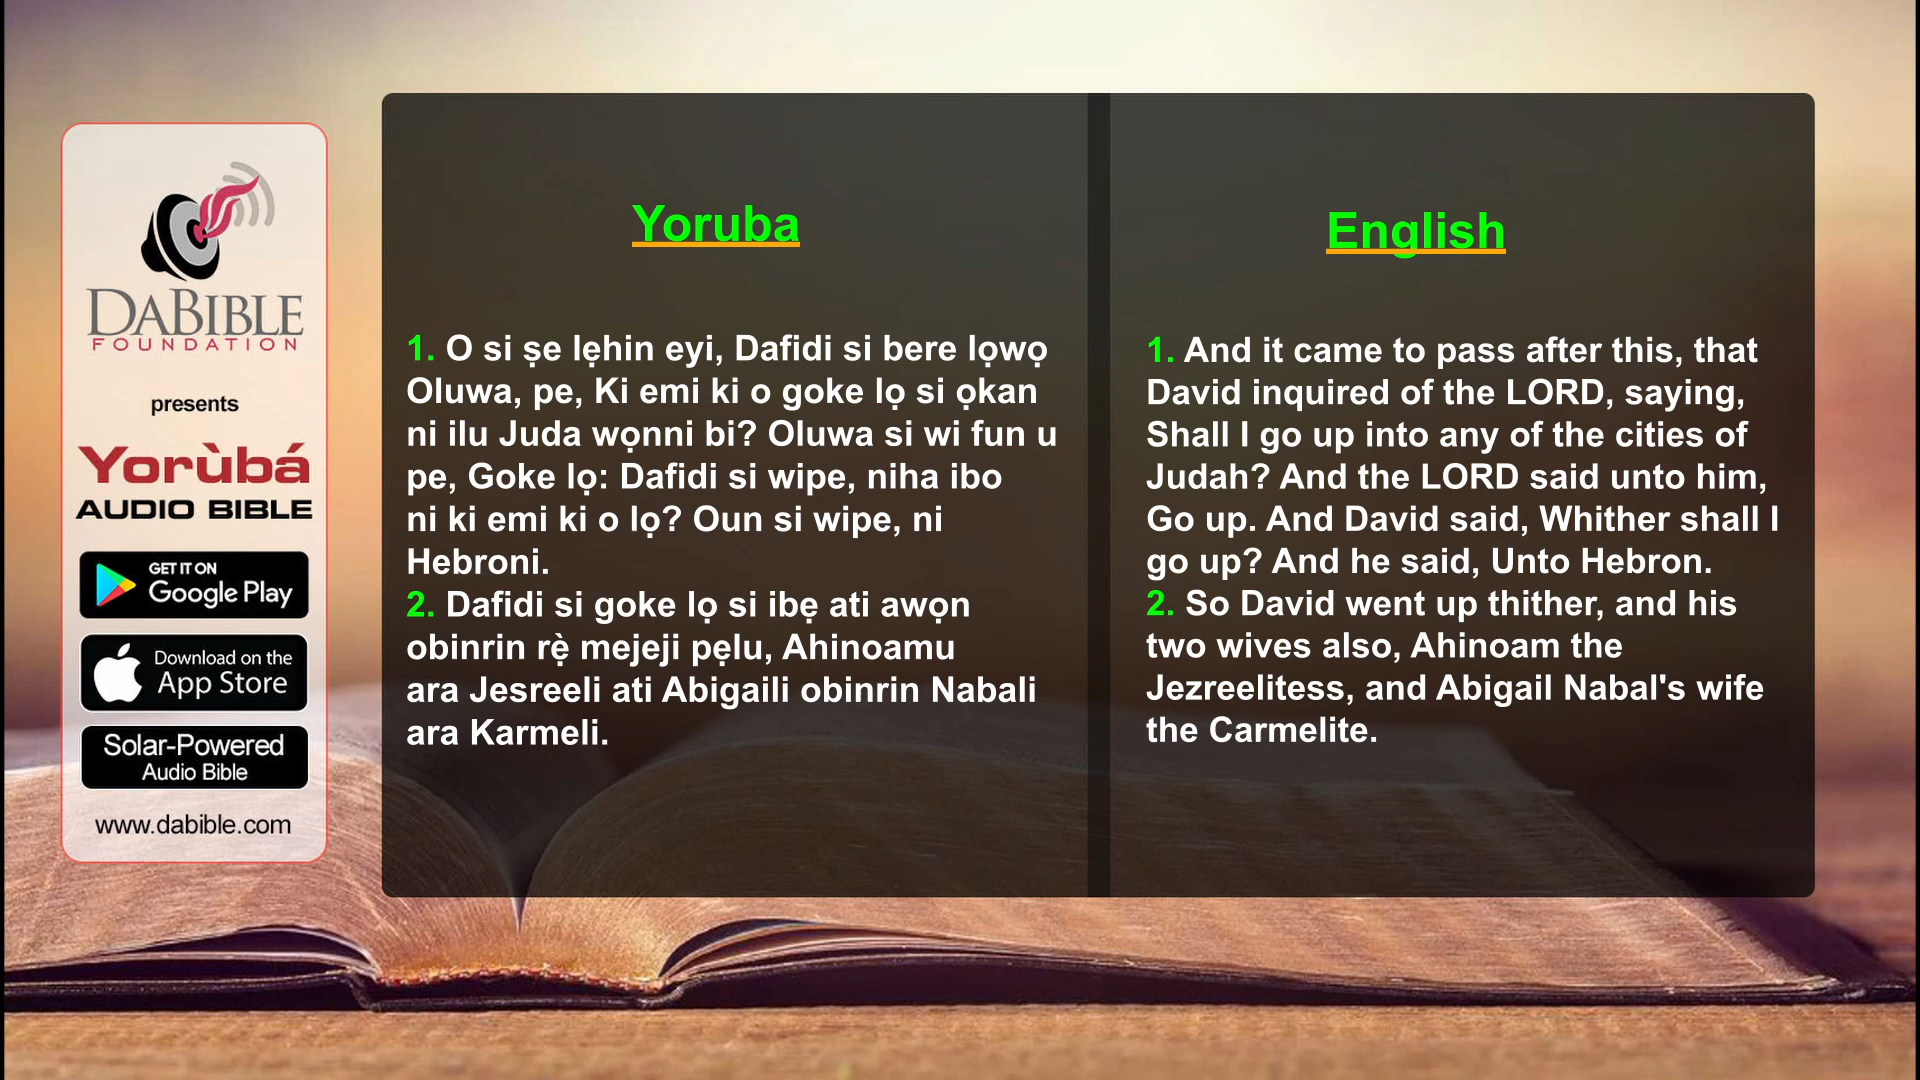 DABIBLE
FOUNDATION
presents
Yorùbá
AUDIO BIBLE
GET IT ON
Google Play
Download on the
App Store
Solar-Powered
Audio Bible
www.dabible.com
Yoruba
1. O si ṣe lẹhin eyi, Dafidi si bere lọwọ
Oluwa, pe, Ki emi ki o goke lọ si ọkan
ni ilu Juda wọnni bi? Oluwa si wi fun u
pe, Goke lọ: Dafidi si wipe, niha ibo
ni ki emi ki o lọ? Oun si wipe, ni
Hebroni.
2. Dafidi si goke lọ si ibẹ ati awọn
obinrin rẹ̀ mejeji pẹlu, Ahinoamu
ara Jesreeli ati Abigaili obinrin Nabali
ara Karmeli.
English
1. And it came to pass after this, that
David inquired of the LORD, saying,
Shall I go up into any of the cities of
Judah? And the LORD said unto him,
Go up. And David said, Whither shall I
go up? And he said, Unto Hebron.
2. So David went up thither, and his
two wives also, Ahinoam the
Jezreelitess, and Abigail Nabal's wife
the Carmelite.